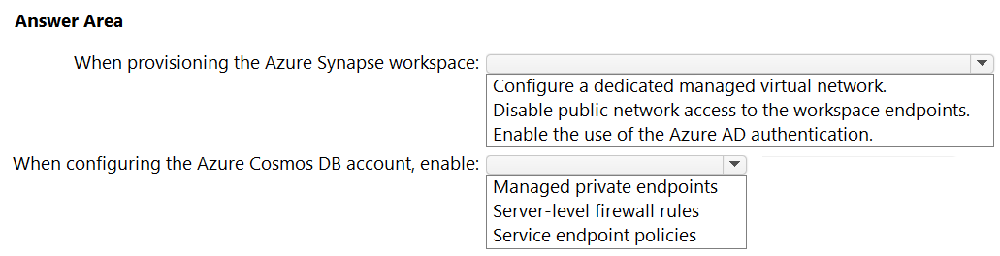 Answer Area
When provisioning the Azure Synapse workspace:
Configure a dedicated managed virtual network.
Disable public network access to the workspace endpoints.
Enable the use of the Azure AD authentication.
When configuring the Azure Cosmos DB account, enable:
Managed private endpoints
Server-level firewall rules
Service endpoint policies